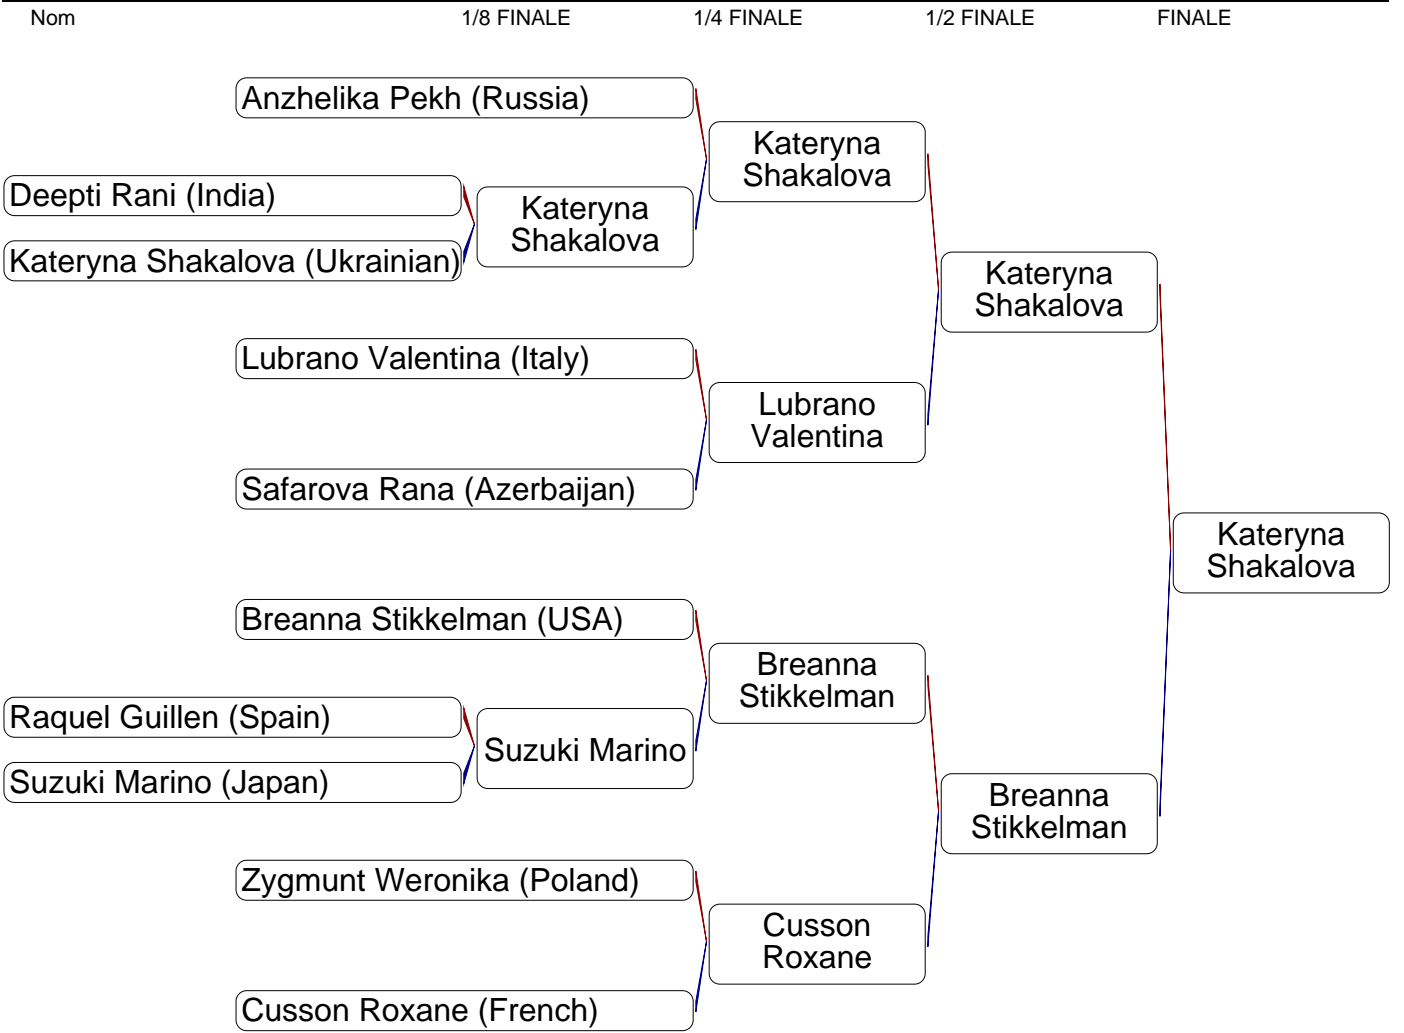 Nom 1/8 FINALE 1/4 FINALE 1/2 FINALE FINALE
Anzhelika Pekh (Russia)
Kateryna
Shakalova
Deepti Rani (India)
Kateryna
Shakalova
Kateryna Shakalova (Ukrainian)
Kateryna
Shakalova
Lubrano Valentina (Italy)
Lubrano
Valentina
Safarova Rana (Azerbaijan)
Kateryna
Shakalova
Breanna Stikkelman (USA)
Breanna
Stikkelman
Raquel Guillen (Spain)
Suzuki Marino
Suzuki Marino (Japan)
Breanna
Stikkelman
Zygmunt Weronika (Poland)
Cusson
Roxane
Cusson Roxane (French)